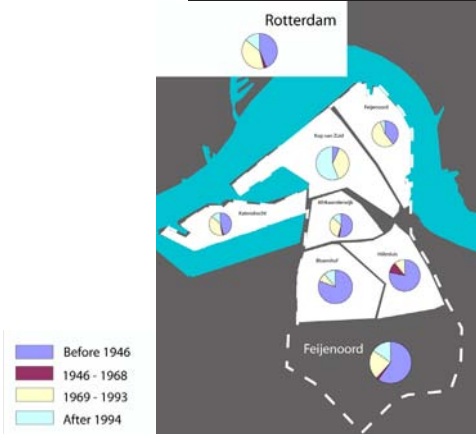 Rotterdam
Feijenoord
Kop van Zuid
Katendrecht
Afrikaanderwijk
Bloemhof
Hillesluis
Feijenoord
Before 1946
1946 - 1968
1969 - 1993
After 1994